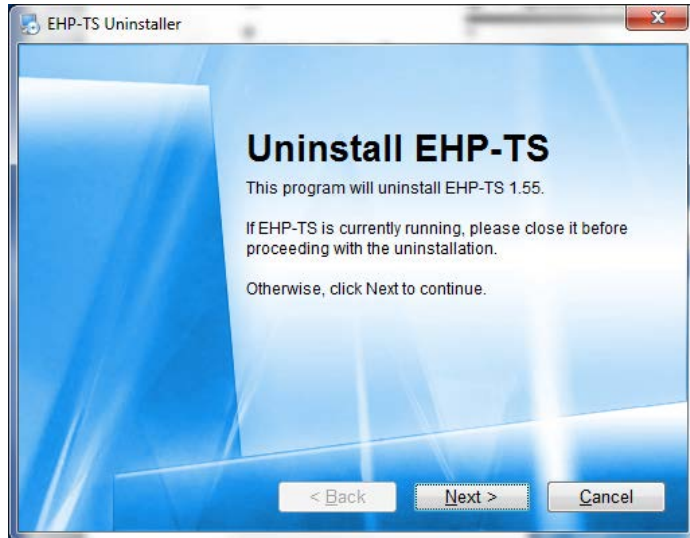 EHP-TS Uninstaller
Uninstall EHP-TS
This program will uninstall EHP-TS 1.55.
If EHP-TS is currently running, please close it before
proceeding with the uninstallation.
Otherwise, click Next to continue.
< Back
Next >
Cancel